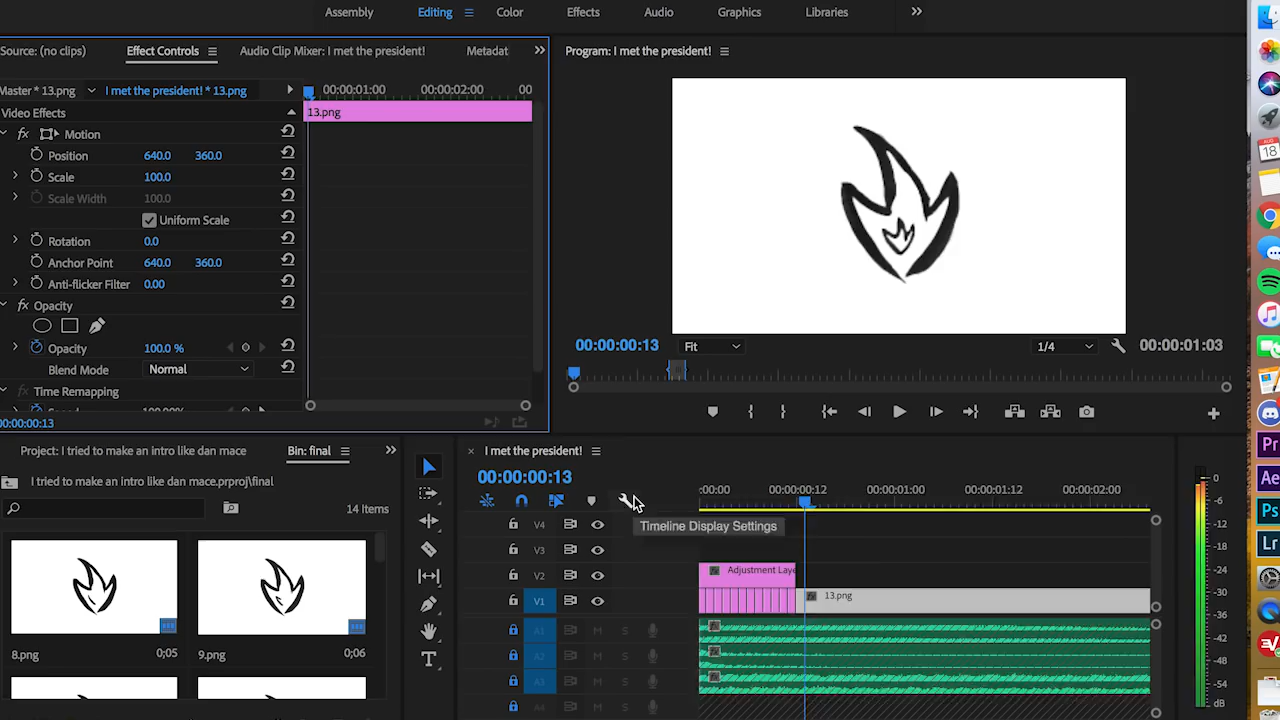 Assembly Editing Color Effects Audio Graphics Libraries
Source: (no clips) Effect Controls Audio Clip Mixer: I met the president! Metadat
Program: I met the president!
Master * 13.png I met the president! * 13.png 00:00:01:00 00:00:02:00 00
Video Effects
13.png
Motion
Position 640.0 360.0
Scale 100.0
Scale Width 100.0
Uniform Scale
Rotation 0.0
Anchor Point 640.0 360.0
Anti-flicker Filter 0.00
Opacity
Opacity 100.0 %
Blend Mode Normal
Time Remapping
00:00:00:13
00:00:00:13 Fit 1/4 00:00:01:03
Project: I tried to make an intro like dan mace Bin: final
I tried to make an intro like dan mace.prproj/final
14 Items
8.png 0;05 9.png 0;06
I met the president!
00:00:00:13
:00:00 00:00:00:12 00:00:01:00 00:00:01:12 00:00:02:00
Timeline Display Settings
V4
V3
V2 Adjustment Laye
V1 13.png
A1 M S
A2 M S
A3 M S
A4 M S
0
-6
-12
-18
-24
-30
-36
-42
-48
-54
dB
AUG
18
Pr
Ae
Ps
Lr